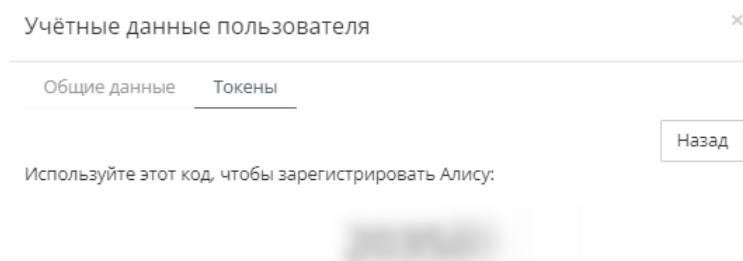 Учётные данные пользователя
×
Общие данные Токены
Назад
Используйте этот код, чтобы зарегистрировать Алису: